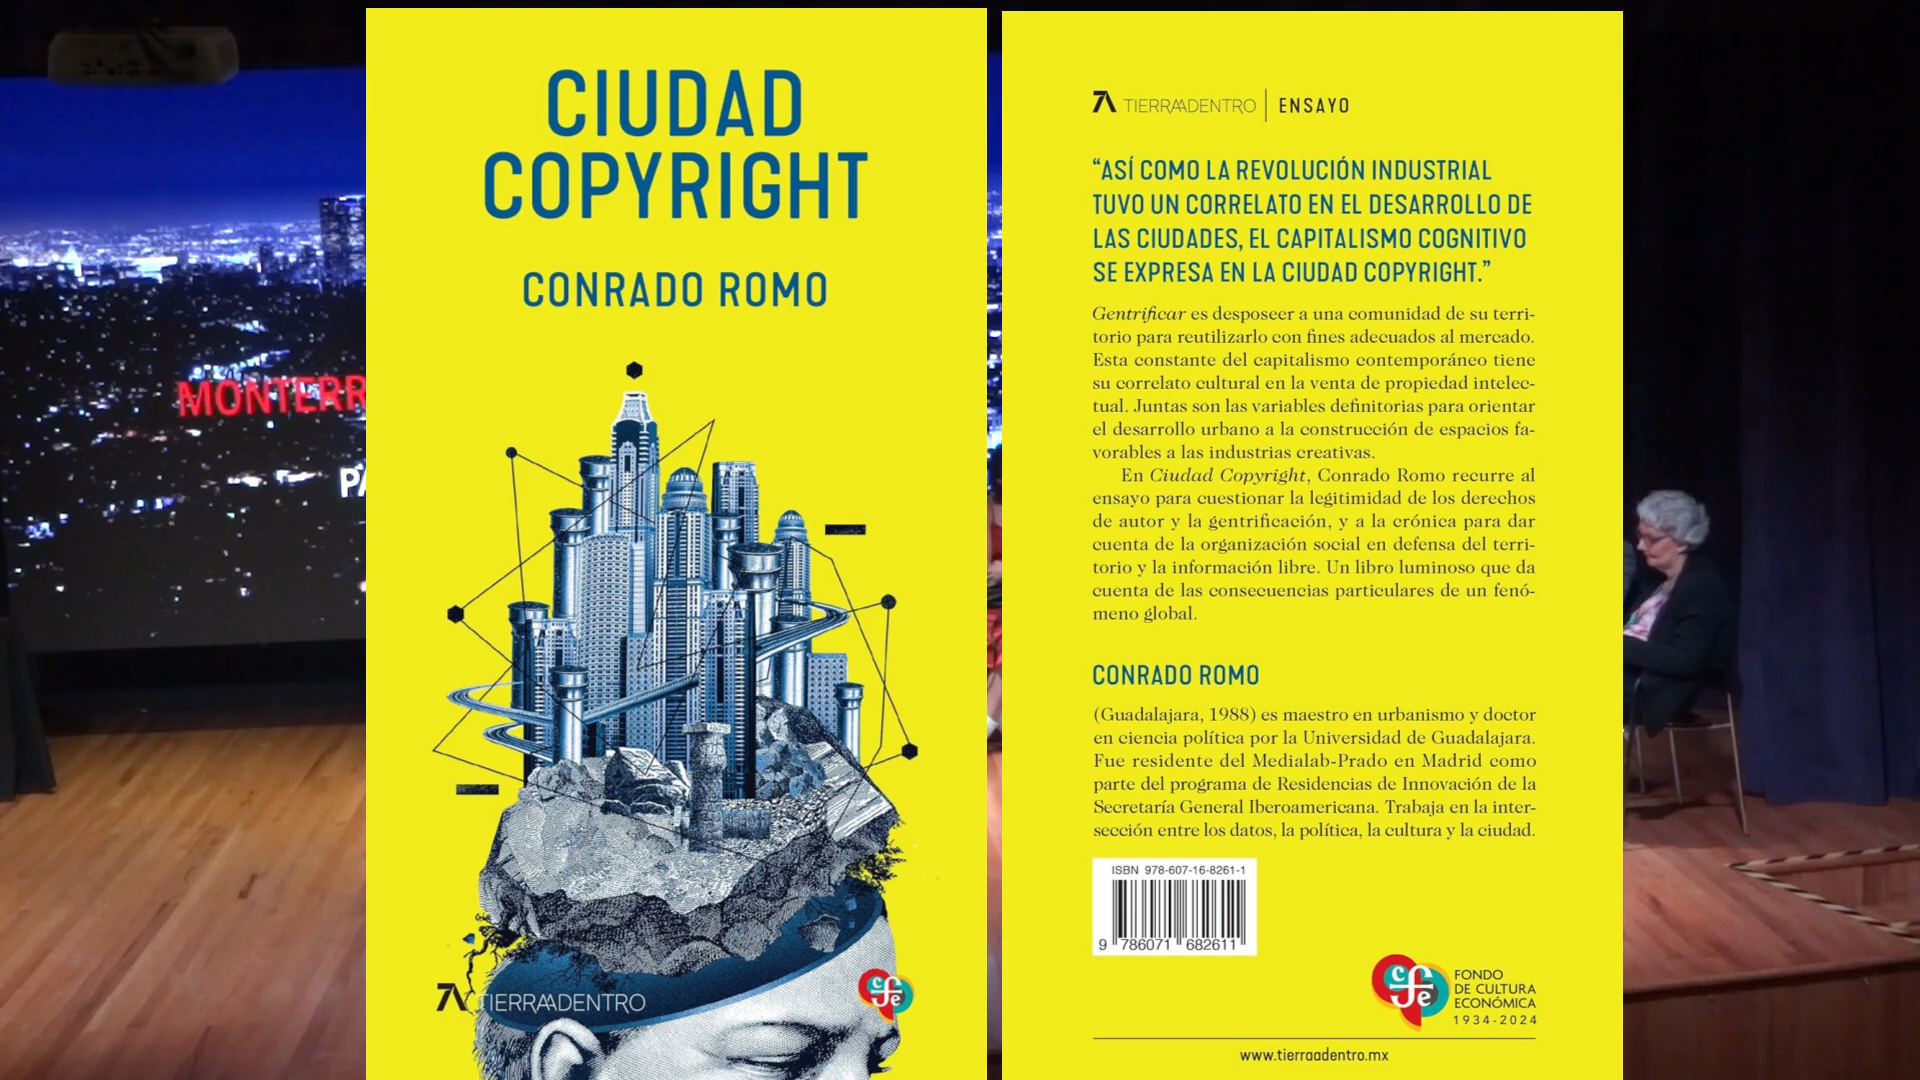 CIUDAD
COPYRIGHT
CONRADO ROMO
TIERRAADENTRO
cfe
TIERRAADENTRO | ENSAYO
“ASÍ COMO LA REVOLUCIÓN INDUSTRIAL
TUVO UN CORRELATO EN EL DESARROLLO DE
LAS CIUDADES, EL CAPITALISMO COGNITIVO
SE EXPRESA EN LA CIUDAD COPYRIGHT.”
Gentrificar es desposeer a una comunidad de su terri-
torio para reutilizarlo con fines adecuados al mercado.
Esta constante del capitalismo contemporáneo tiene
su correlato cultural en la venta de propiedad intelec-
tual. Juntas son las variables definitorias para orientar
el desarrollo urbano a la construcción de espacios fa-
vorables a las industrias creativas.
En Ciudad Copyright, Conrado Romo recurre al
ensayo para cuestionar la legitimidad de los derechos
de autor y la gentrificación, y a la crónica para dar
cuenta de la organización social en defensa del terri-
torio y la información libre. Un libro luminoso que da
cuenta de las consecuencias particulares de un fenó-
meno global.
CONRADO ROMO
(Guadalajara, 1988) es maestro en urbanismo y doctor
en ciencia política por la Universidad de Guadalajara.
Fue residente del Medialab-Prado en Madrid como
parte del programa de Residencias de Innovación de la
Secretaría General Iberoamericana. Trabaja en la inter-
sección entre los datos, la política, la cultura y la ciudad.
ISBN 978-607-16-8261-1
9 786071 682611
cfe
FONDO
DE CULTURA
ECONÓMICA
1934-2024
www.tierraadentro.mx
MONTERR
PA